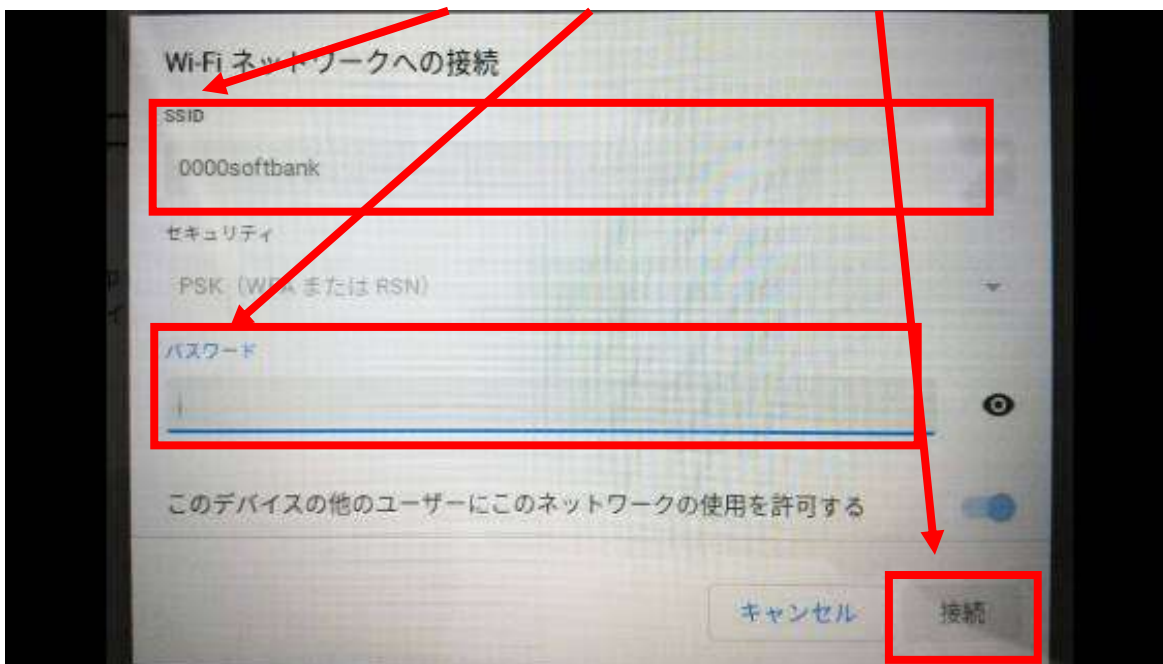 Wi-Fi ネットワークへの接続
SSID
0000softbank
セキュリティ
PSK（WPA または RSN）
パスワード
このデバイスの他のユーザーにこのネットワークの使用を許可する
キャンセル
接続